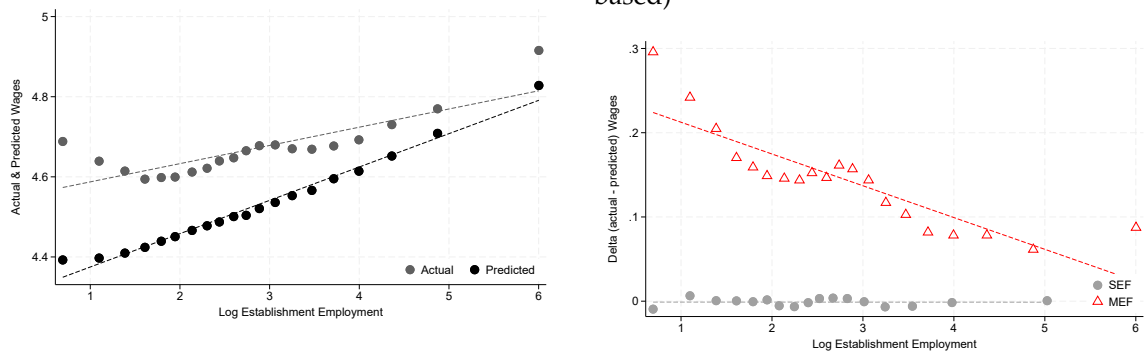 based)
5
4.8
4.6
4.4
Actual & Predicted Wages
1 2 3 4 5 6
Log Establishment Employment
Actual Predicted
.3
.2
.1
0
Delta (actual - predicted) Wages
1 2 3 4 5 6
Log Establishment Employment
SEF
MEF